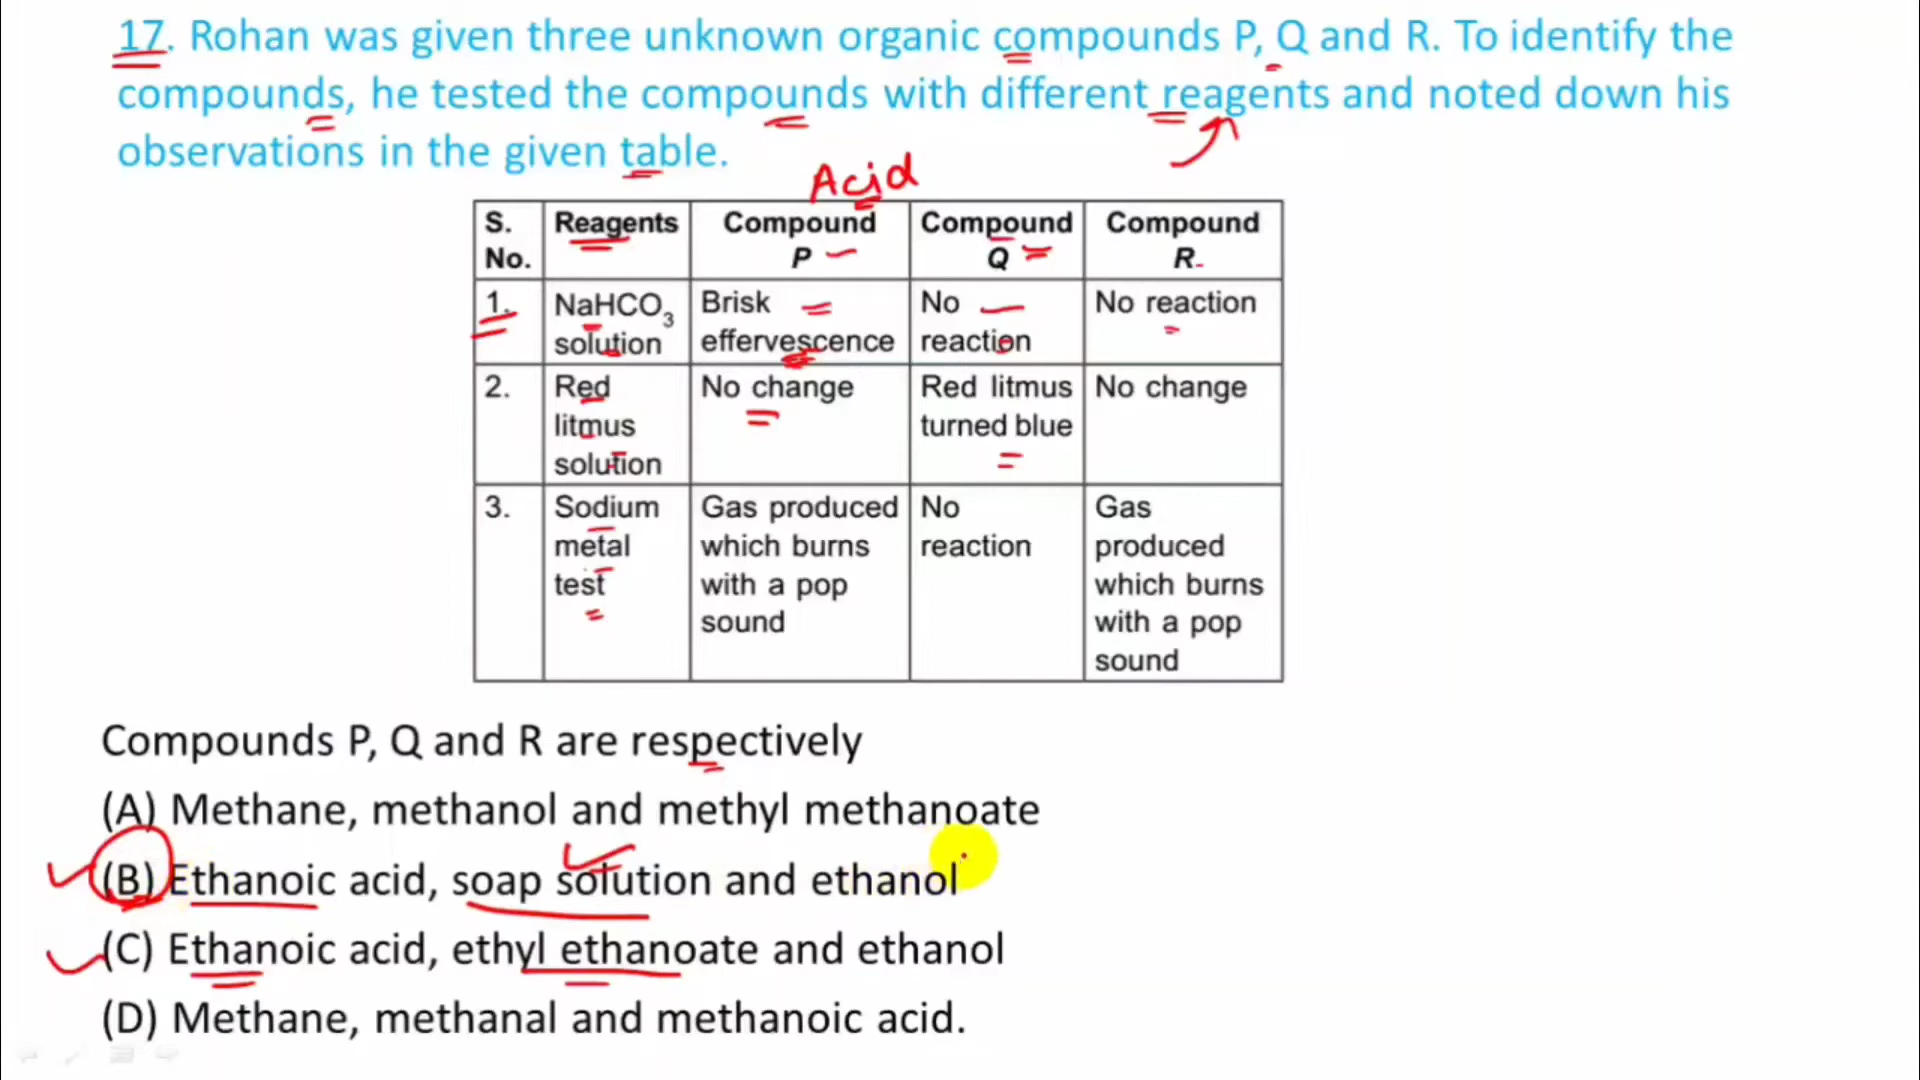 17. Rohan was given three unknown organic compounds P, Q and R. To identify the
compounds, he tested the compounds with different reagents and noted down his
observations in the given table.
Acid
S. No. Reagents Compound P Compound Q Compound R
1. NaHCO3 solution Brisk effervescence No reaction No reaction
2. Red litmus solution No change Red litmus turned blue No change
3. Sodium metal test Gas produced which burns with a pop sound No reaction Gas produced which burns with a pop sound
Compounds P, Q and R are respectively
(A) Methane, methanol and methyl methanoate
(B) Ethanoic acid, soap solution and ethanol
(C) Ethanoic acid, ethyl ethanoate and ethanol
(D) Methane, methanal and methanoic acid.